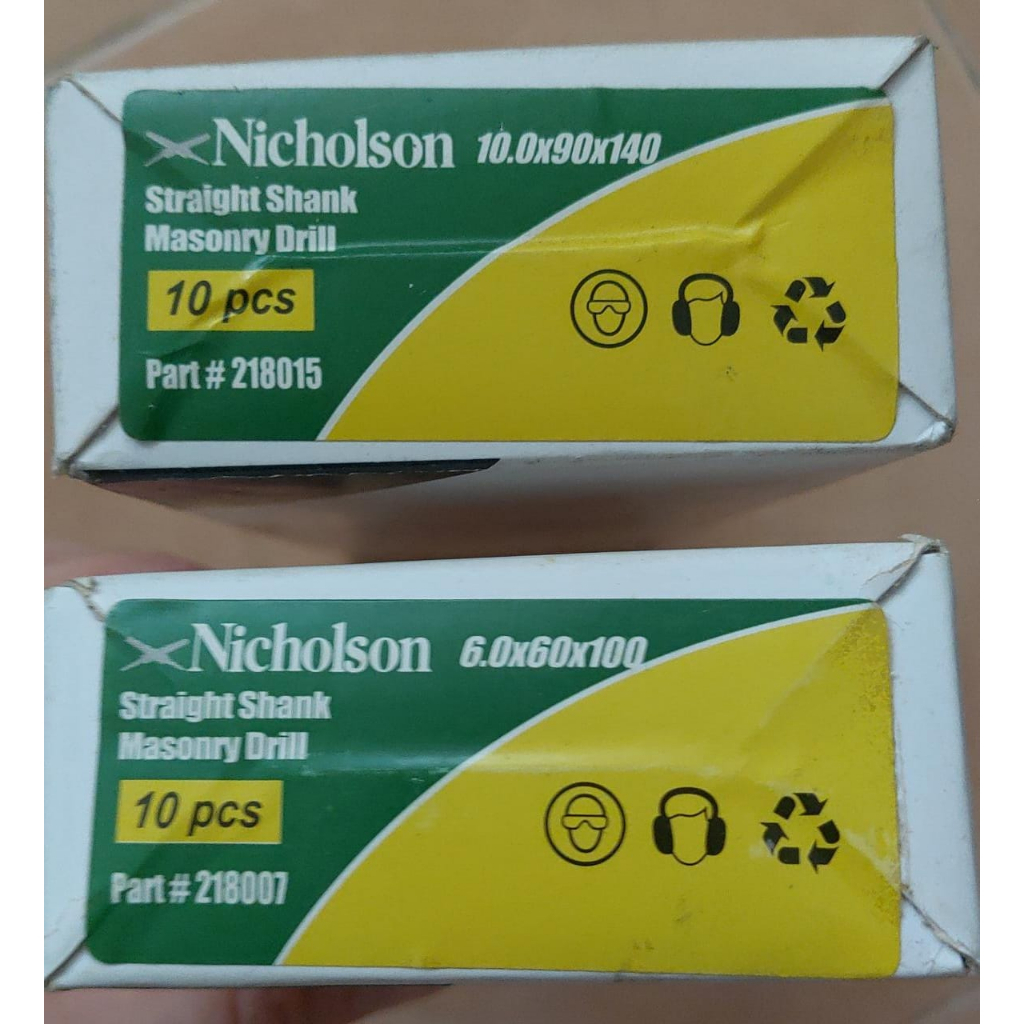 Nicholson 10.0x90x140
Straight Shank
Masonry Drill
10 pcs
Part # 218015
Nicholson 6.0x60x100
Straight Shank
Masonry Drill
10 pcs
Part # 218007